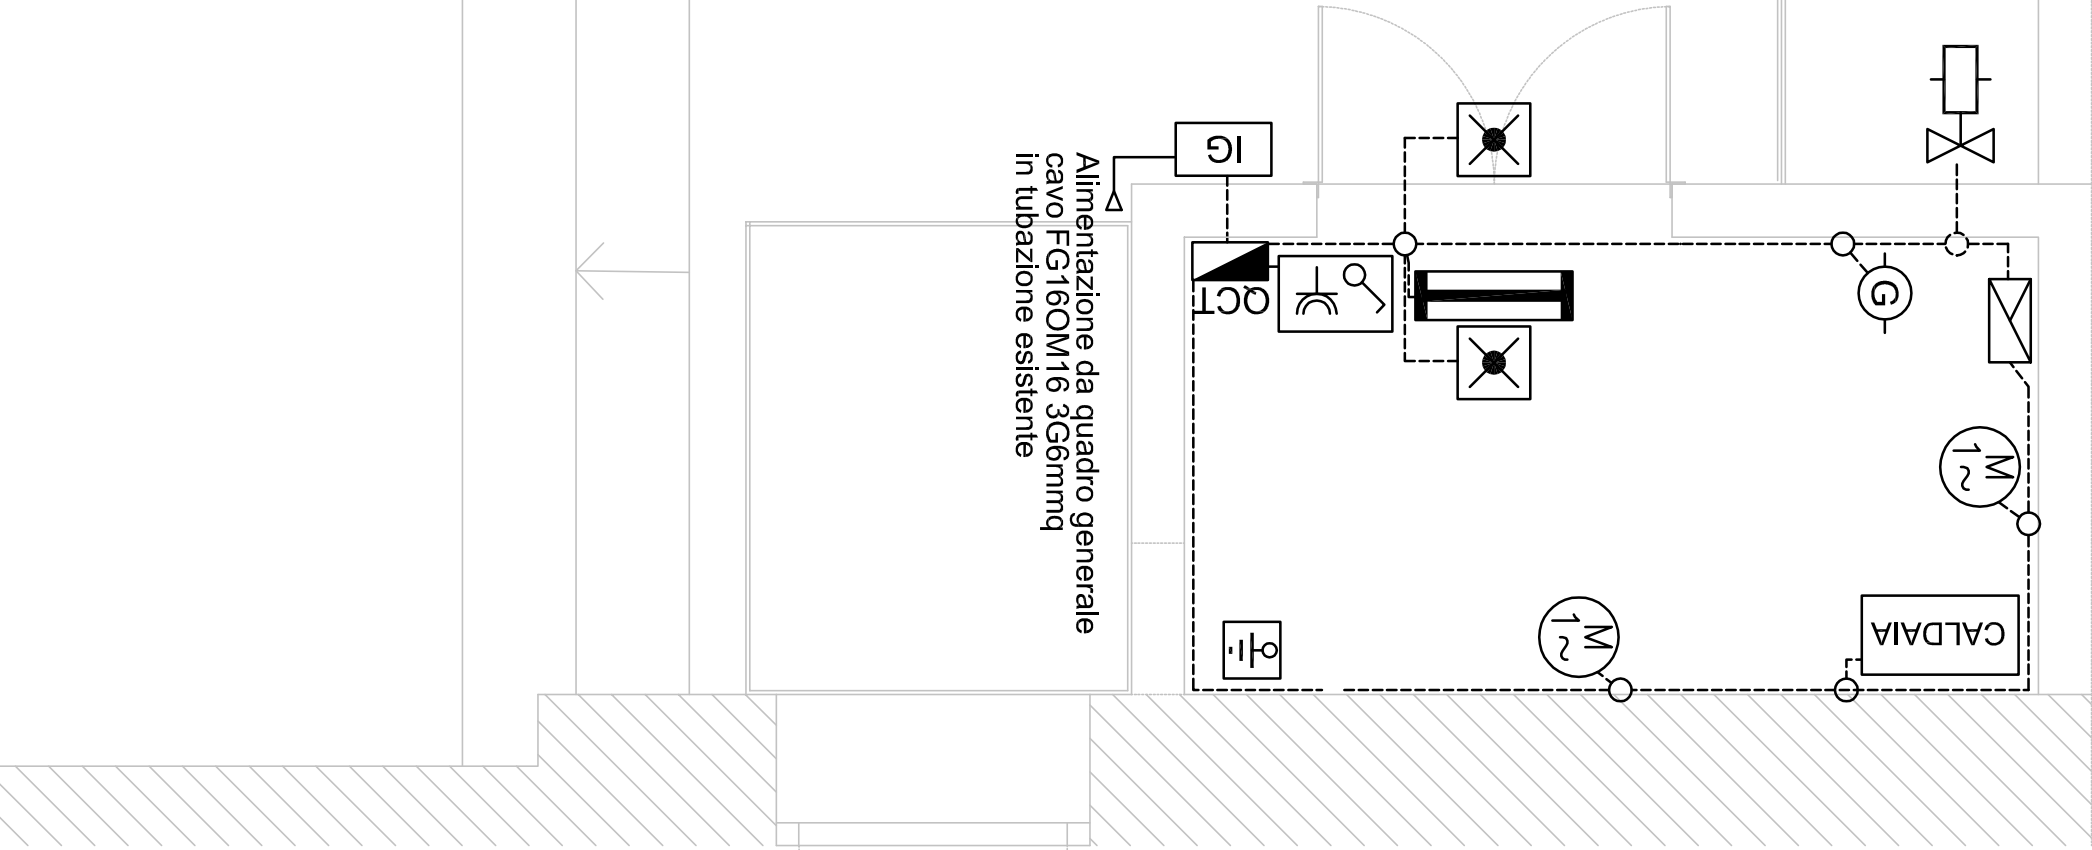 Alimentazione da quadro generale
cavo FG16OM16 3G6mmq
in tubazione esistente
IG
QCT
G
M
1~
M
1~
CALDAIA